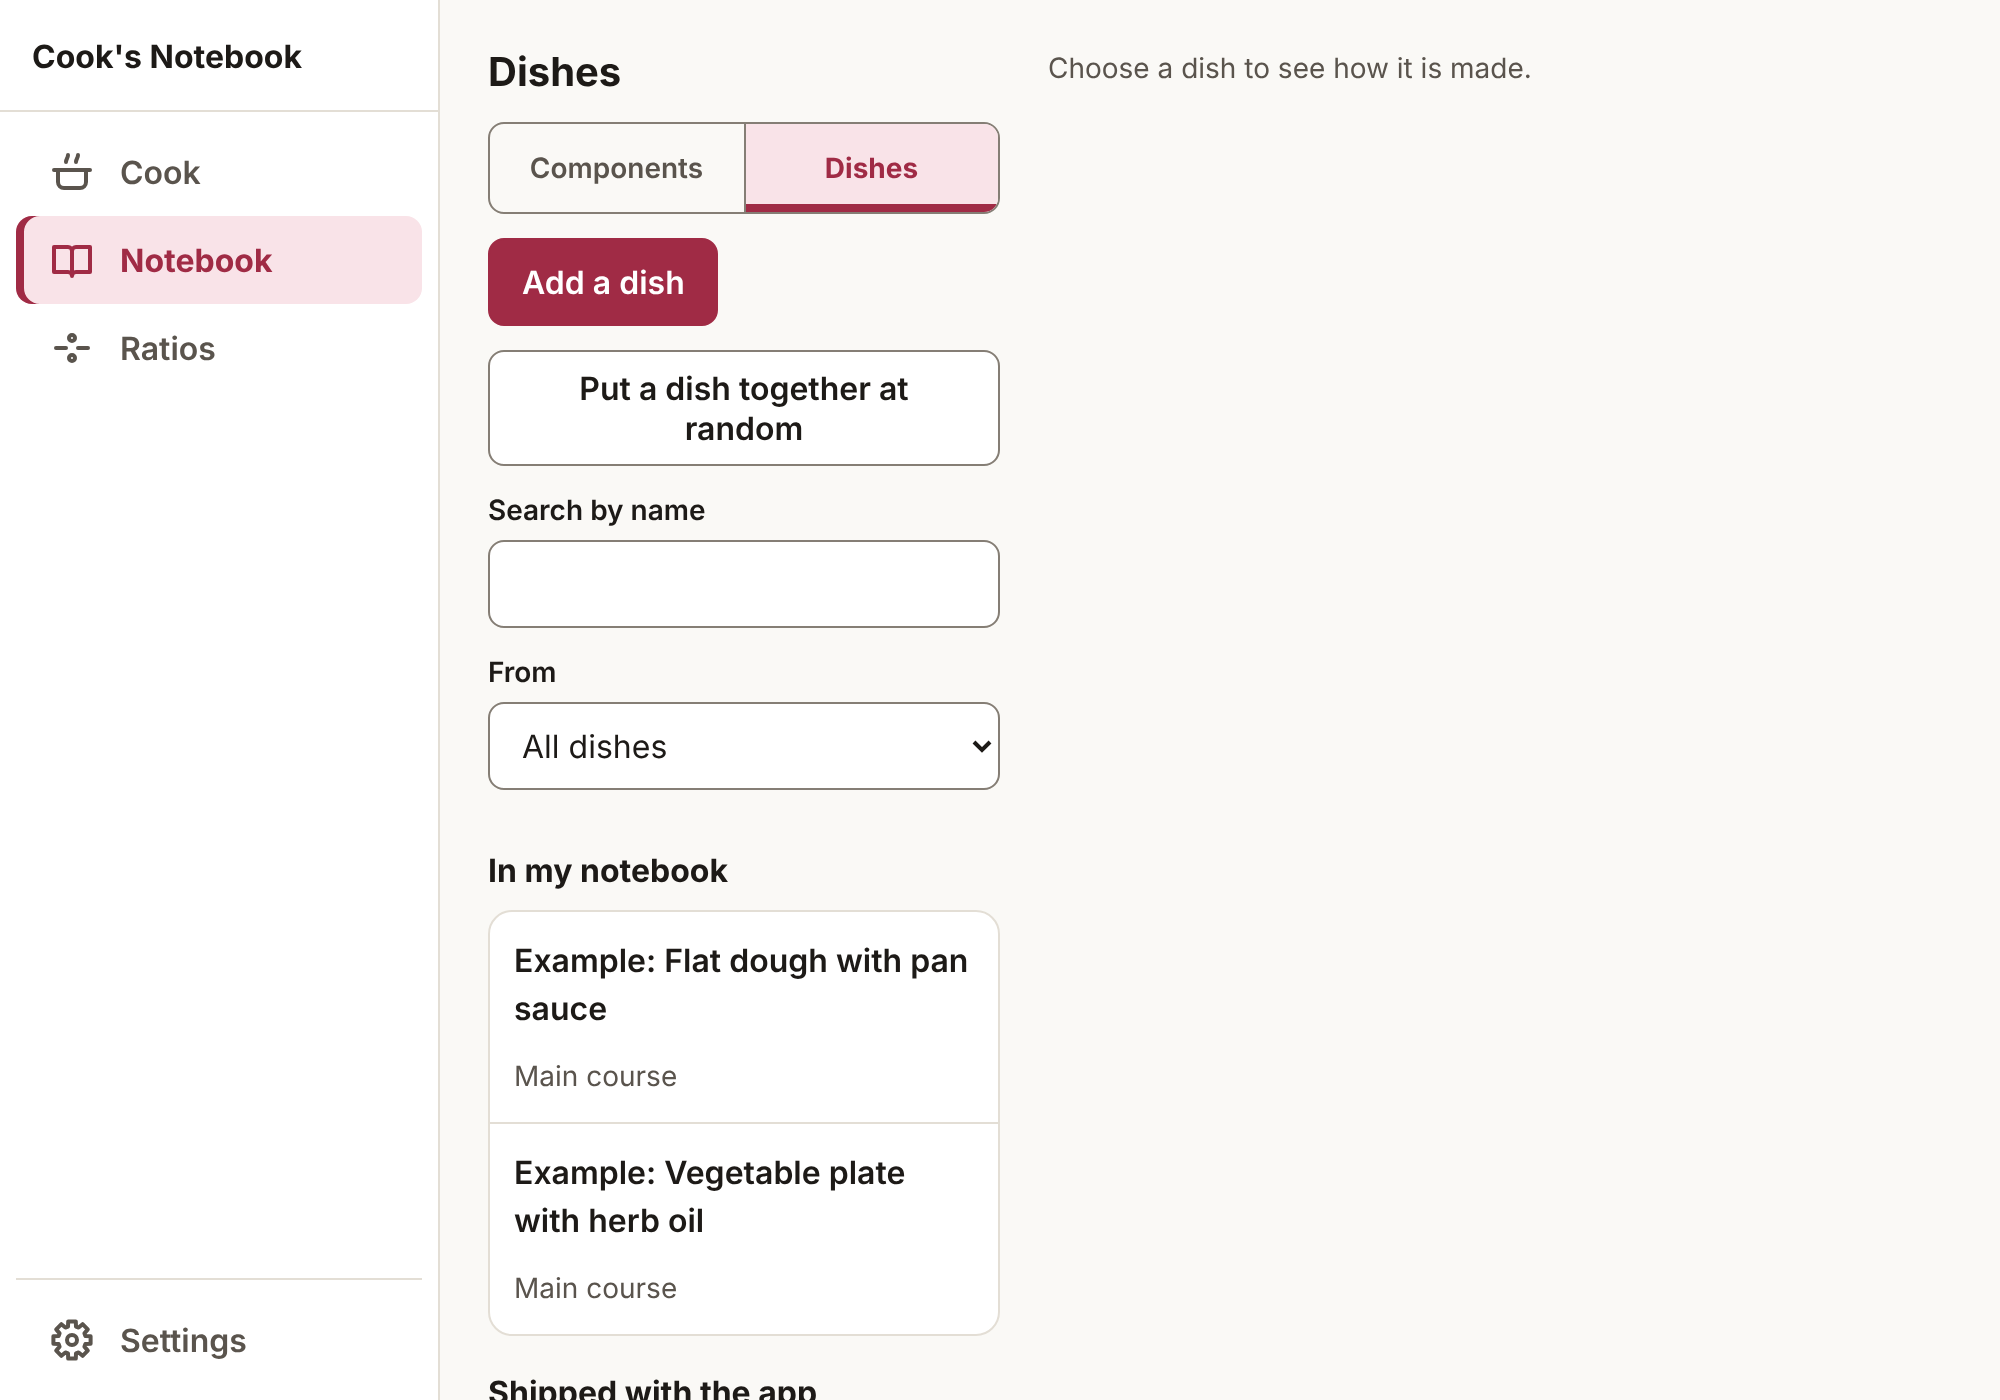 Cook's Notebook
Cook
Notebook
Ratios
Settings
Dishes
Components
Dishes
Add a dish
Put a dish together at
random
Search by name
From
All dishes
In my notebook
Example: Flat dough with pan
sauce
Main course
Example: Vegetable plate
with herb oil
Main course
Shipped with the app
Choose a dish to see how it is made.